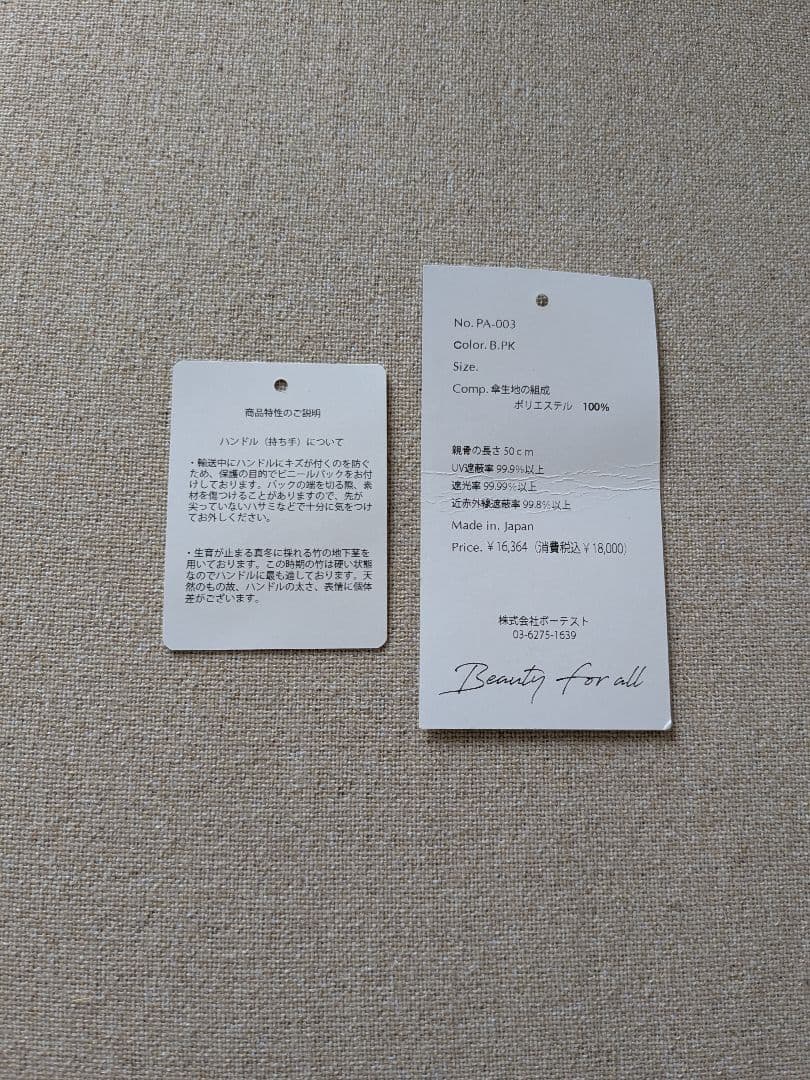 商品特性のご説明
ハンドル（持ち手）について
・輸送中にハンドルにキズが付くのを防ぐ
ため、保護の目的でビニールバックをお付
けしております。バックの端を切る際、素
材を傷つけることがありますので、先が
尖っていないハサミなどで十分に気をつけ
てお外しください。
・生育が止まる真冬に採れる竹の地下茎を
用いております。この時期の竹は硬い状態
なのでハンドルに最も適しております。天
然のもの故、ハンドルの太さ、表情に個体
差がございます。
No. PA-003
Color. B.PK
Size.
Comp. 傘生地の組成
ポリエステル 100%
親骨の長さ50cm
UV遮蔽率 99.9%以上
遮光率 99.99%以上
近赤外線遮蔽率 99.8%以上
Made in. Japan
Price. ￥16,364（消費税込￥18,000）
株式会社ボーテスト
03-6275-1639
Beauty for all